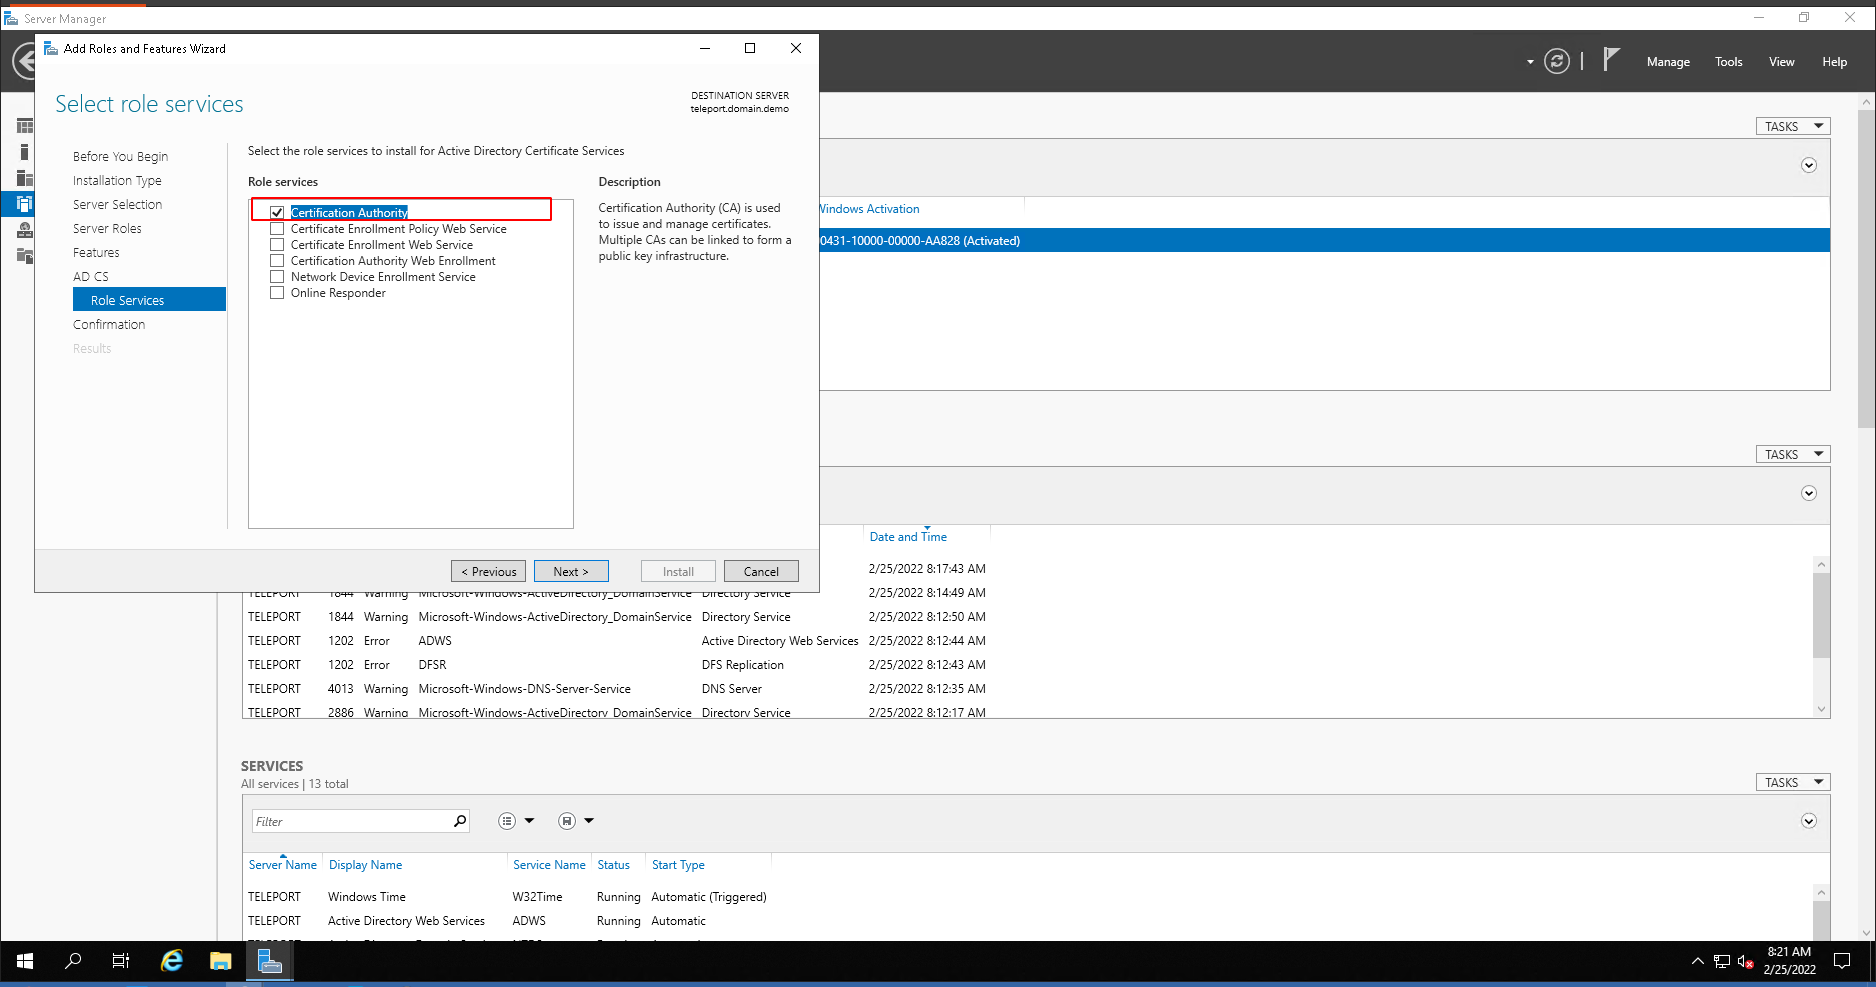 Server Manager
Add Roles and Features Wizard
Manage Tools View Help
Select role services
DESTINATION SERVER
teleport.domain.demo
Before You Begin
Installation Type
Server Selection
Server Roles
Features
AD CS
Role Services
Confirmation
Results
Select the role services to install for Active Directory Certificate Services
Role services
Certification Authority
Certificate Enrollment Policy Web Service
Certificate Enrollment Web Service
Certification Authority Web Enrollment
Network Device Enrollment Service
Online Responder
Description
Certification Authority (CA) is used
to issue and manage certificates.
Multiple CAs can be linked to form a
public key infrastructure.
< Previous Next > Install Cancel
TASKS
Windows Activation
0431-10000-00000-AA828 (Activated)
TASKS
Date and Time
2/25/2022 8:17:43 AM
TELEPORT 1844 Warning Microsoft-Windows-ActiveDirectory_DomainService Directory Service 2/25/2022 8:14:49 AM
TELEPORT 1844 Warning Microsoft-Windows-ActiveDirectory_DomainService Directory Service 2/25/2022 8:12:50 AM
TELEPORT 1202 Error ADWS Active Directory Web Services 2/25/2022 8:12:44 AM
TELEPORT 1202 Error DFSR DFS Replication 2/25/2022 8:12:43 AM
TELEPORT 4013 Warning Microsoft-Windows-DNS-Server-Service DNS Server 2/25/2022 8:12:35 AM
TELEPORT 2886 Warning Microsoft-Windows-ActiveDirectory_DomainService Directory Service 2/25/2022 8:12:17 AM
SERVICES
All services | 13 total
TASKS
Filter
Server Name Display Name Service Name Status Start Type
TELEPORT Windows Time W32Time Running Automatic (Triggered)
TELEPORT Active Directory Web Services ADWS Running Automatic
8:21 AM
2/25/2022